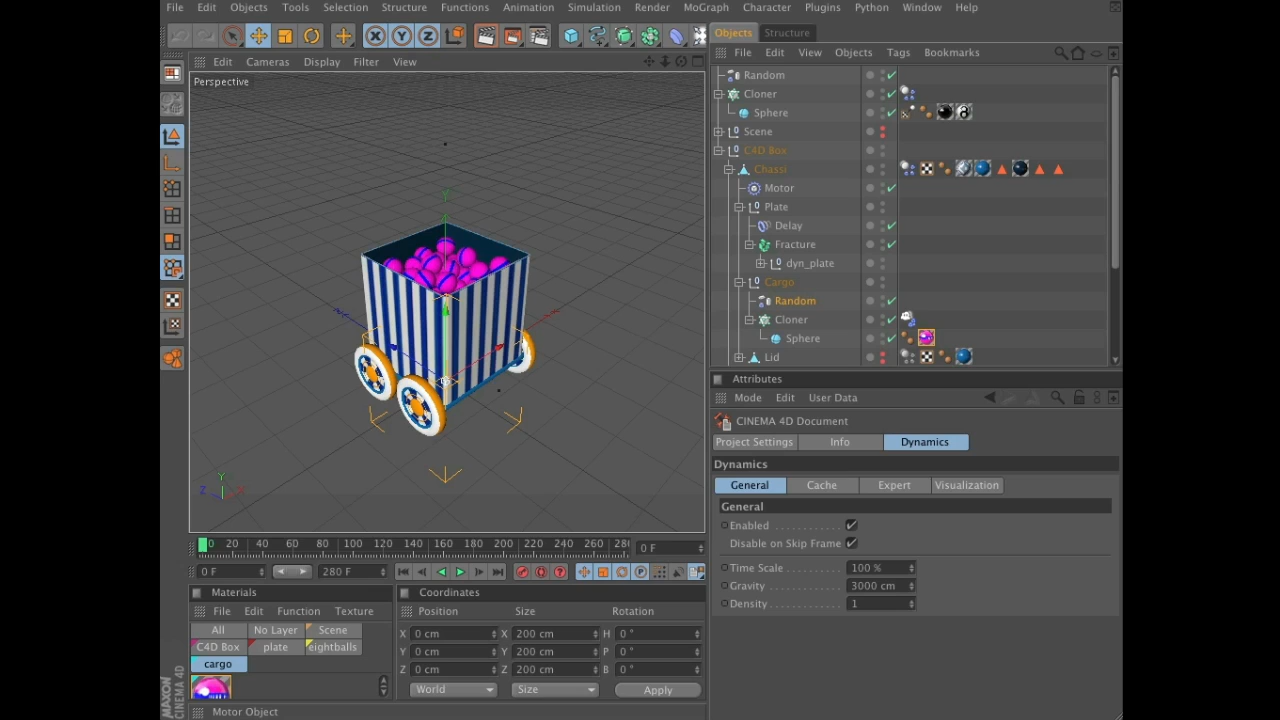 File Edit Objects Tools Selection Structure Functions Animation Simulation Render MoGraph Character Plugins Python Window Help
Objects Structure
Edit Cameras Display Filter View
File Edit View Objects Tags Bookmarks
Perspective
Random
Cloner
Sphere
Scene
C4D Box
Chassi
Motor
Plate
Delay
Fracture
dyn_plate
Cargo
Random
Cloner
Sphere
Lid
Y
Y
Z X
Attributes
Mode Edit User Data
CINEMA 4D Document
Project Settings Info Dynamics
Dynamics
General Cache Expert Visualization
General
Enabled
Disable on Skip Frame
Time Scale 100 %
Gravity 3000 cm
Density 1
0 20 40 60 80 100 120 140 160 180 200 220 240 260 28
0 F
0 F 280 F
Materials
File Edit Function Texture
All No Layer Scene
C4D Box plate eightballs
cargo
Coordinates
Position Size Rotation
X 0 cm X 200 cm H 0 °
Y 0 cm Y 200 cm P 0 °
Z 0 cm Z 200 cm B 0 °
World Size Apply
MAXON
CINEMA 4D
Motor Object